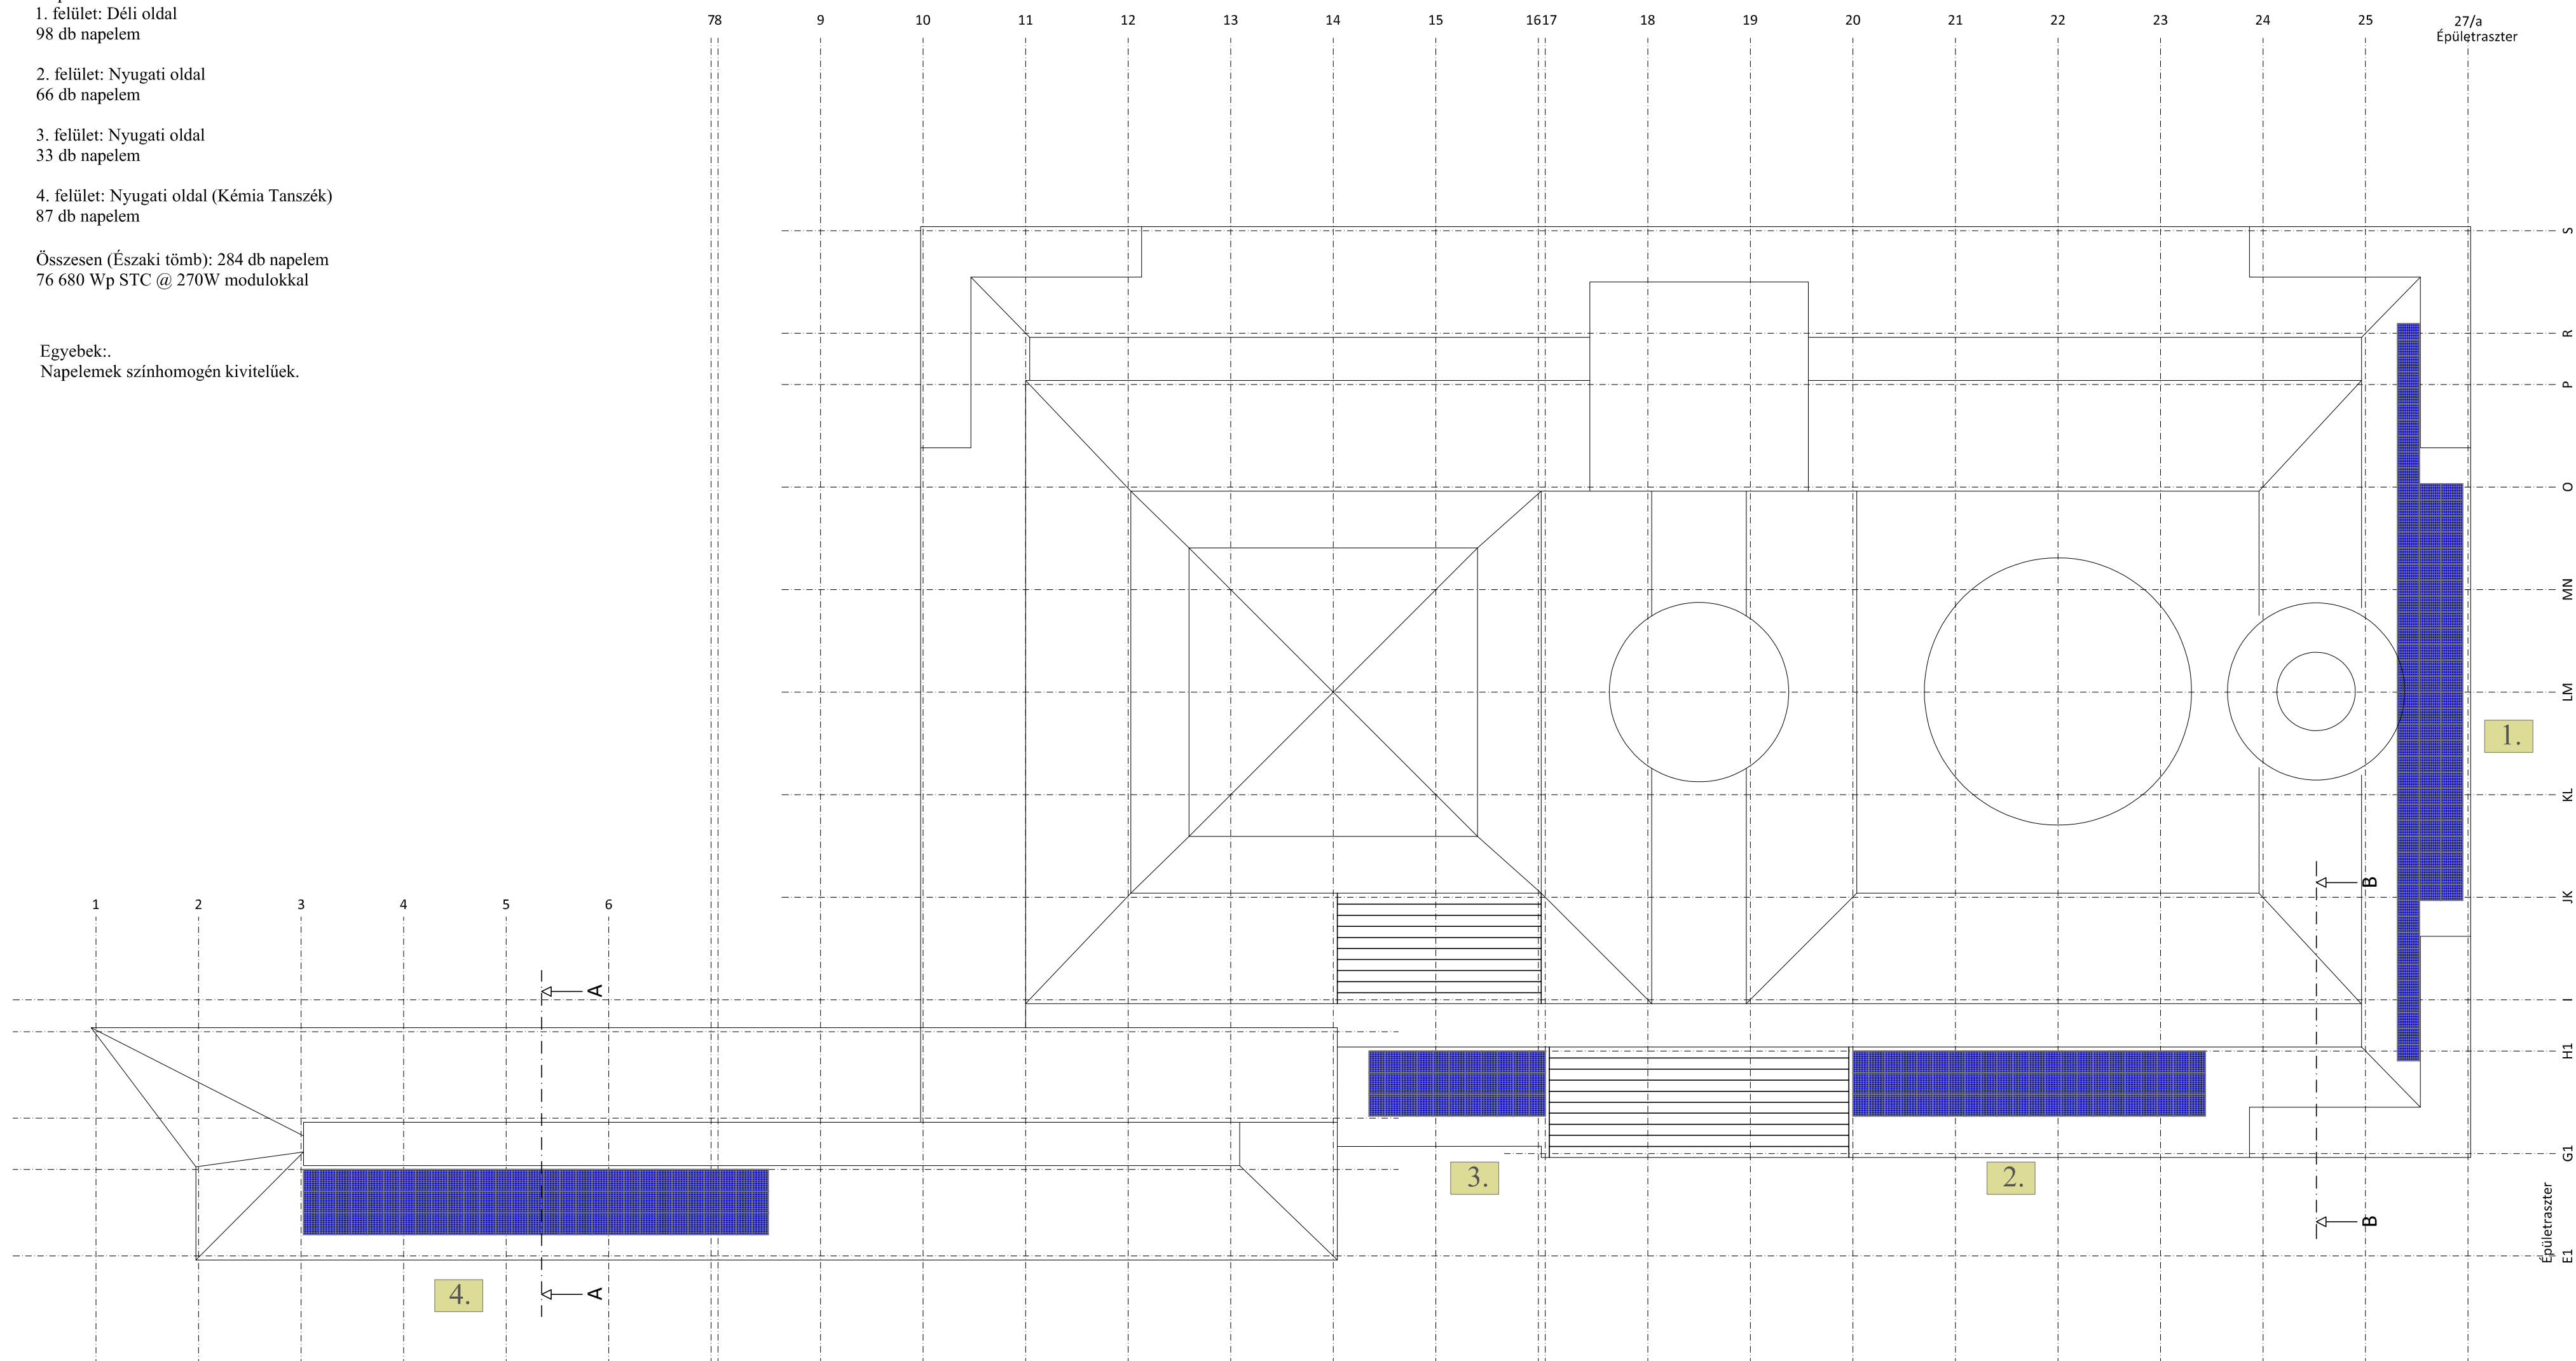 1. felület: Déli oldal
98 db napelem
2. felület: Nyugati oldal
66 db napelem
3. felület: Nyugati oldal
33 db napelem
4. felület: Nyugati oldal (Kémia Tanszék)
87 db napelem
Összesen (Északi tömb): 284 db napelem
76 680 Wp STC @ 270W modulokkal
Egyebek:.
Napelemek színhomogén kivitelűek.
78 9 10 11 12 13 14 15 1617 18 19 20 21 22 23 24 25 27/a
Épületraszter
S
R
P
O
MN
LM
1.
KL
B
JK
1 2 3 4 5 6
A
I
H1
G1
3.
2.
B
Épületraszter
E1
4.
A